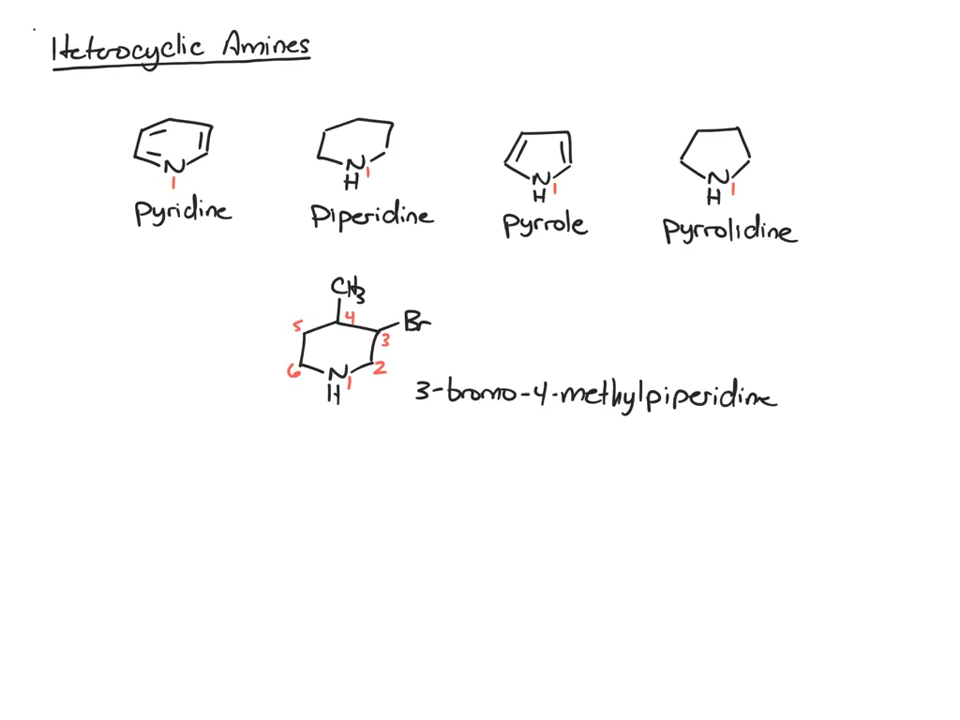 Heterocyclic Amines
N N N N
1 H 1 H 1 H 1
Pyridine Piperidine Pyrrole Pyrrolidine
CH3
5 4 Br
3
6 N 1 2
H
3-bromo-4-methylpiperidine